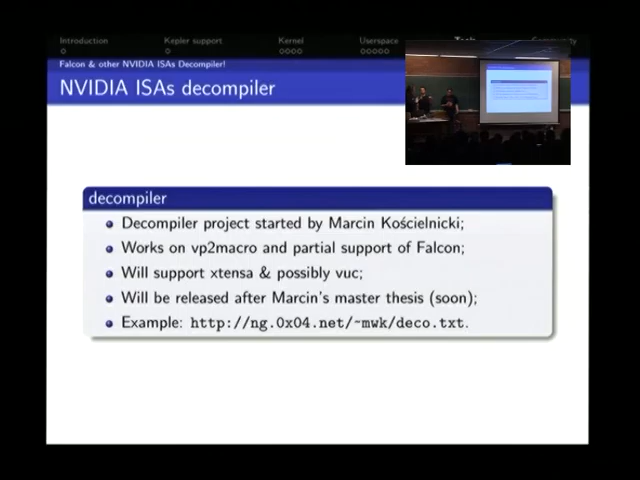 Introduction Kepler support Kernel Userspace
Falcon & other NVIDIA ISAs Decompiler!
NVIDIA ISAs decompiler
decompiler
Decompiler project started by Marcin Kościelnicki;
Works on vp2macro and partial support of Falcon;
Will support xtensa & possibly vuc;
Will be released after Marcin's master thesis (soon);
Example: http://ng.0x04.net/~mwk/deco.txt.